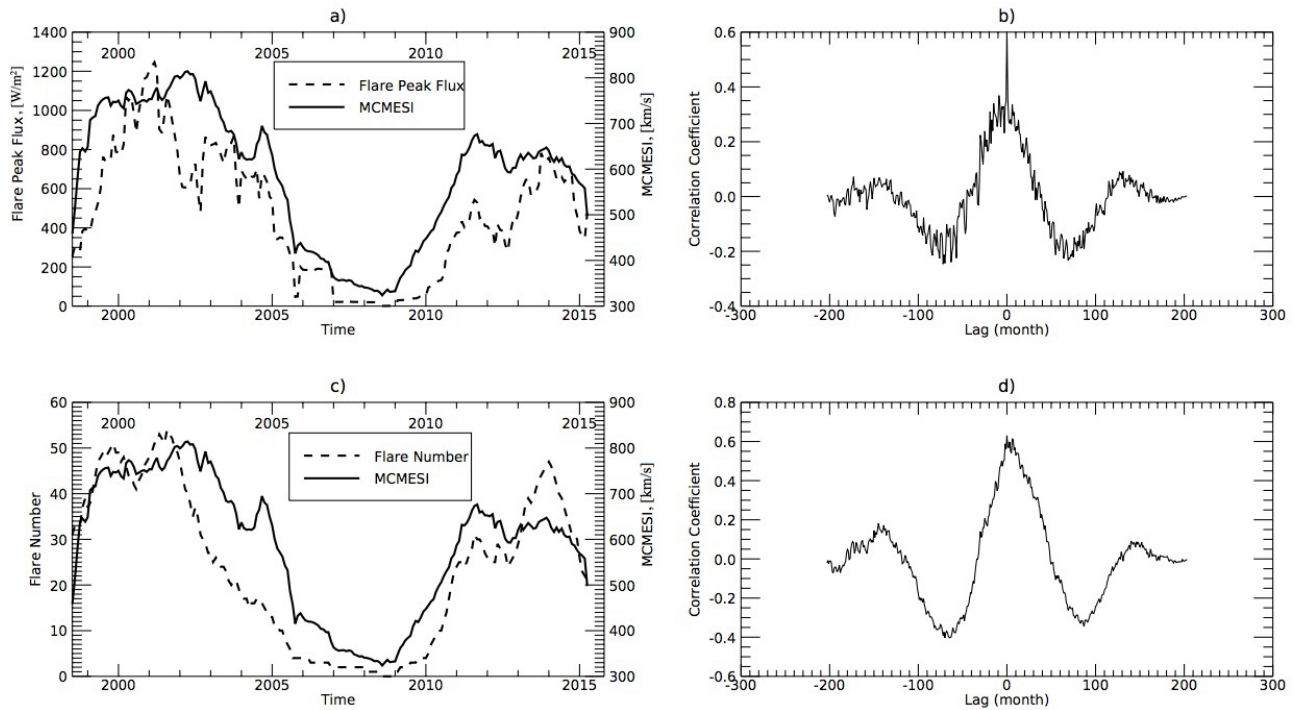 a)
1400
1200
1000
800
600
400
200
0
Flare Peak Flux, [W/m²]
2000 2005 2010 2015
Flare Peak Flux
MCMESI
900
800
700
600
500
400
300
MCMESI, [km/s]
2000 2005 2010 2015
Time
b)
0.6
0.4
0.2
0.0
-0.2
-0.4
Correlation Coefficient
-300 -200 -100 0 100 200 300
Lag (month)
c)
60
50
40
30
20
10
0
Flare Number
2000 2005 2010 2015
Flare Number
MCMESI
900
800
700
600
500
400
300
MCMESI, [km/s]
2000 2005 2010 2015
Time
d)
0.8
0.6
0.4
0.2
0.0
-0.2
-0.4
-0.6
Correlation Coefficient
-300 -200 -100 0 100 200 300
Lag (month)